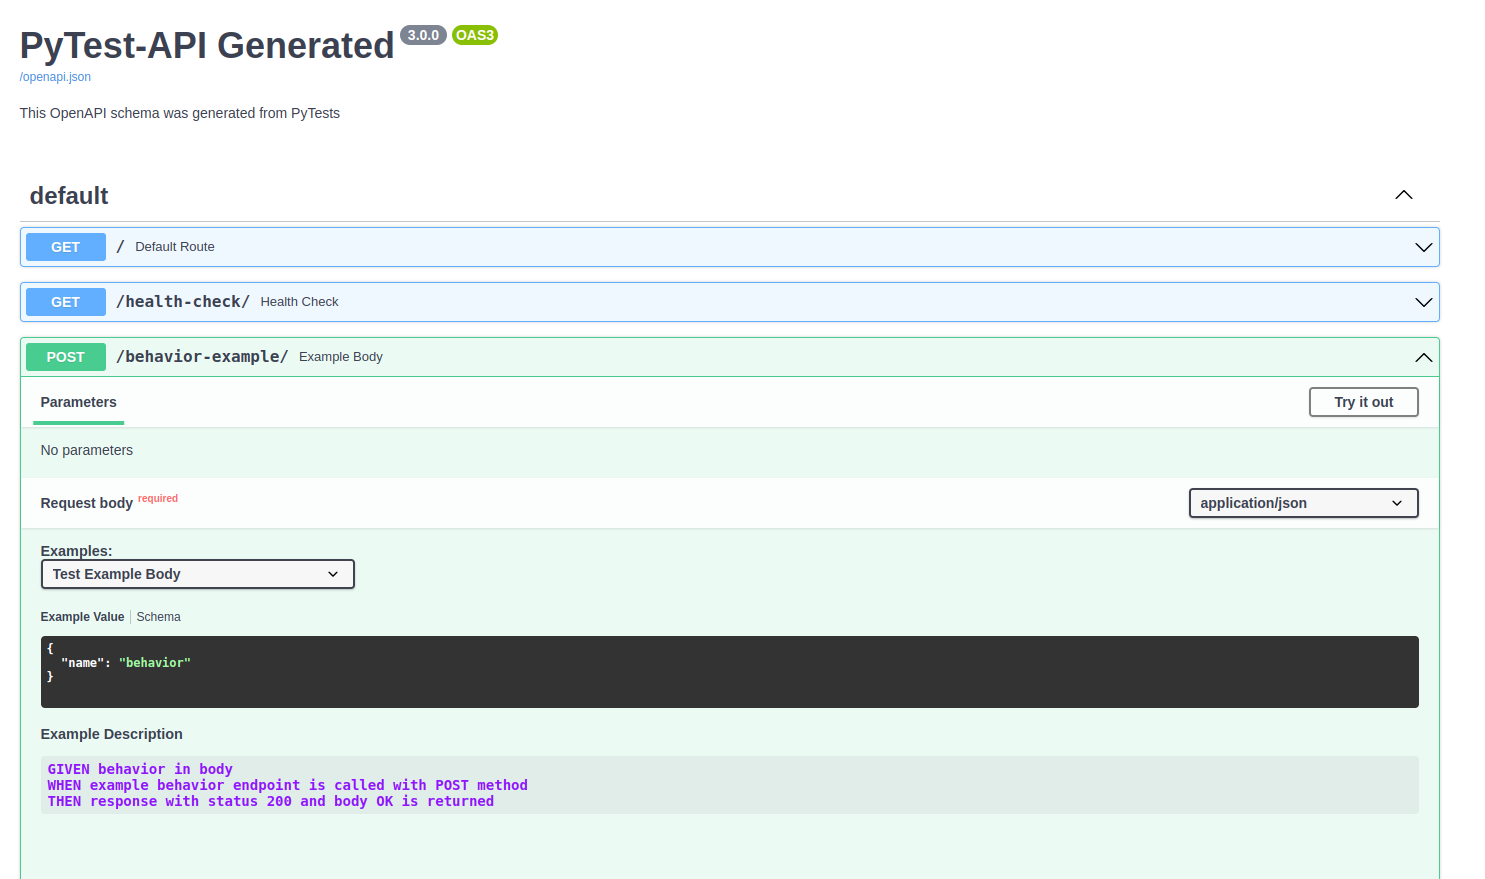 PyTest-API Generated 3.0.0 OAS3
/openapi.json
This OpenAPI schema was generated from PyTests
default
GET / Default Route
GET /health-check/ Health Check
POST /behavior-example/ Example Body
Parameters Try it out
No parameters
Request body required application/json
Examples:
Test Example Body
Example Value Schema
{
"name": "behavior"
}
Example Description
GIVEN behavior in body
WHEN example behavior endpoint is called with POST method
THEN response with status 200 and body OK is returned